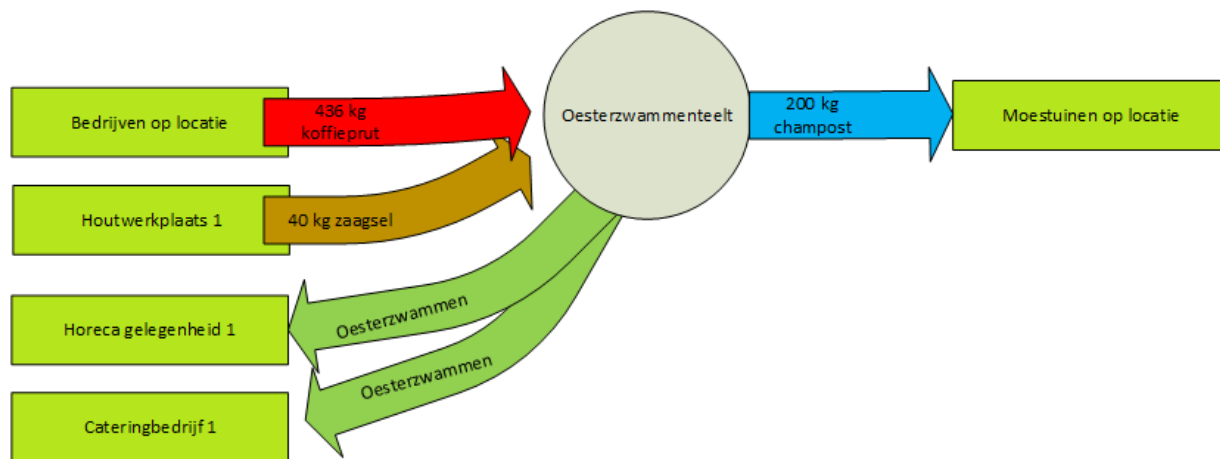 Bedrijven op locatie
436 kg
koffieprut
Oesterzwammenteelt
200 kg
champost
Moestuinen op locatie
Houtwerkplaats 1
40 kg zaagsel
Horeca gelegenheid 1
Oesterzwammen
Cateringbedrijf 1
Oesterzwammen